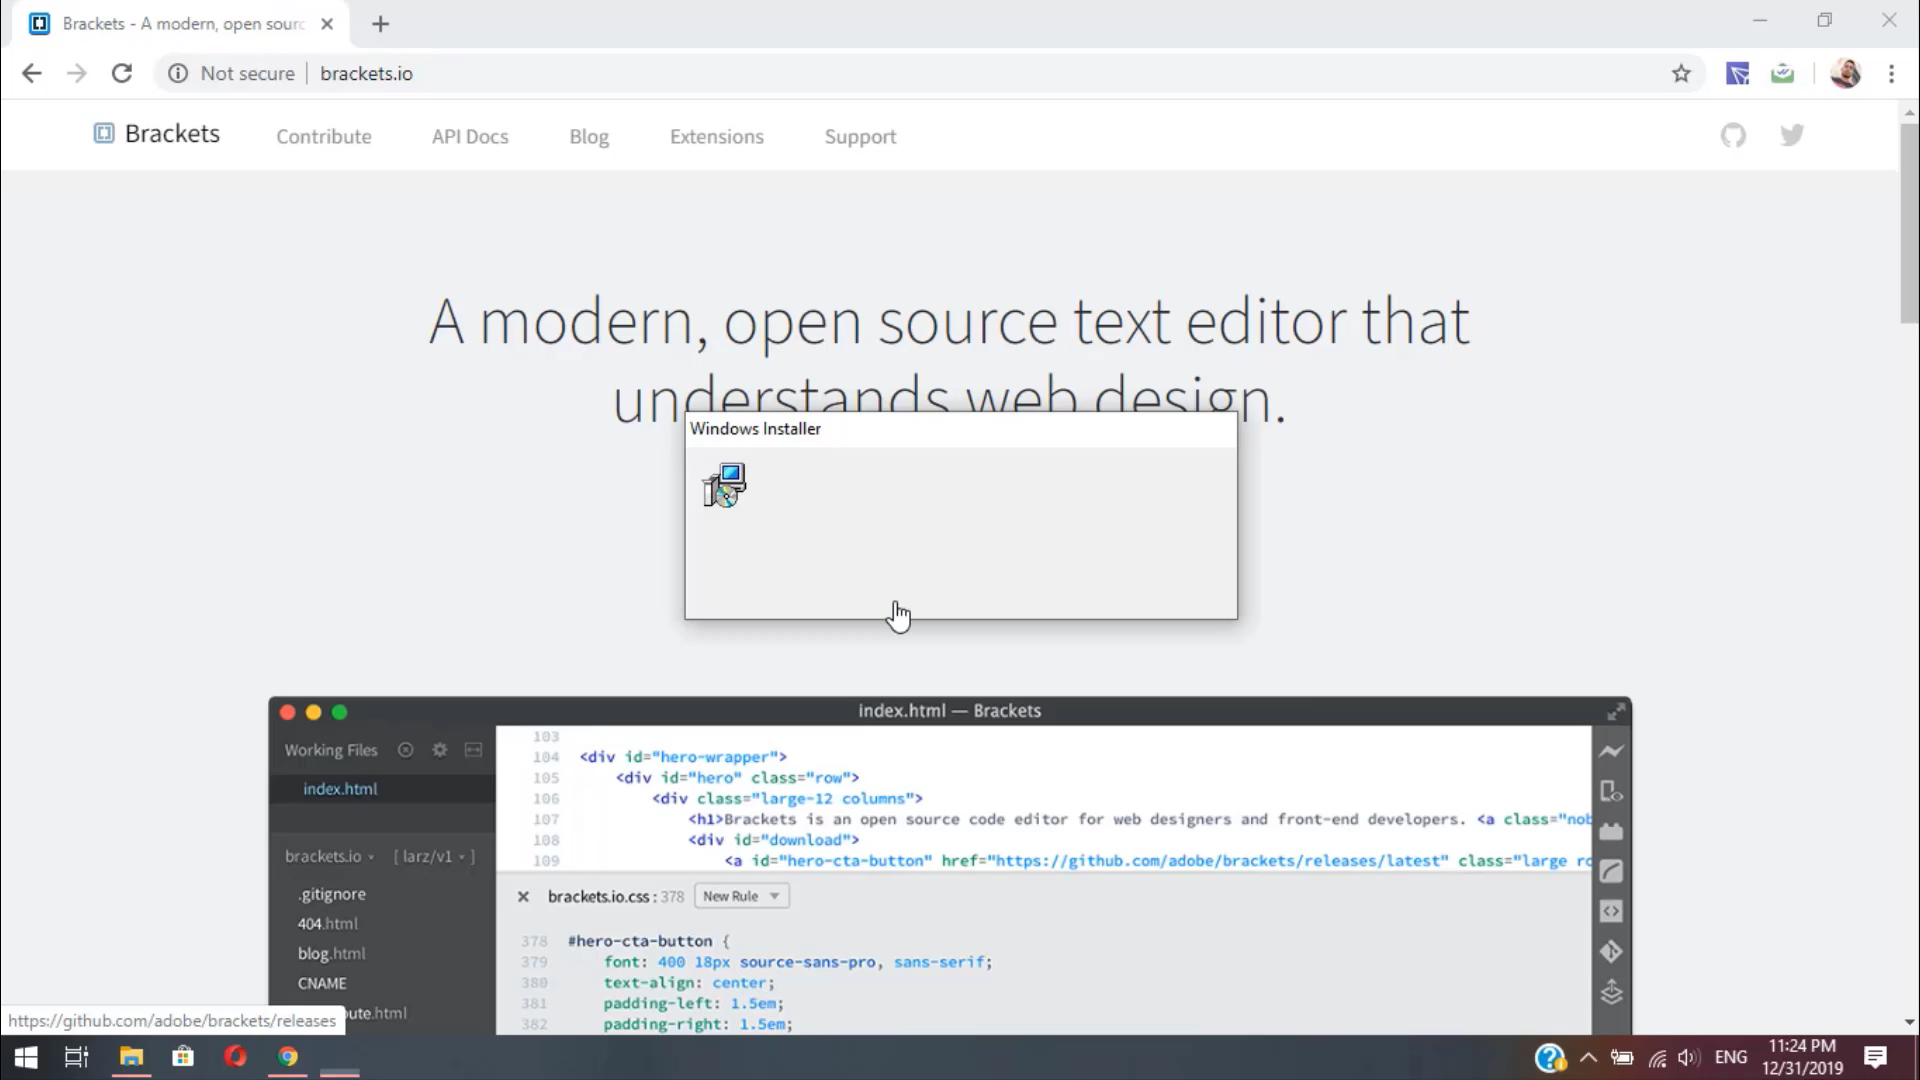 Brackets - A modern, open sourc
Not secure
brackets.io
Brackets
Contribute
API Docs
Blog
Extensions
Support
A modern, open source text editor that
understands web design.
Windows Installer
index.html — Brackets
Working Files
index.html
brackets.io
[ larz/v1 ]
.gitignore
404.html
blog.html
CNAME
bute.html
103
104 <div id="hero-wrapper">
105 <div id="hero" class="row">
106 <div class="large-12 columns">
107 <h1>Brackets is an open source code editor for web designers and front-end developers. <a class="nob
108 <div id="download">
109 <a id="hero-cta-button" href="https://github.com/adobe/brackets/releases/latest" class="large ro
brackets.io.css : 378
New Rule
378 #hero-cta-button {
379 font: 400 18px source-sans-pro, sans-serif;
380 text-align: center;
381 padding-left: 1.5em;
382 padding-right: 1.5em;
https://github.com/adobe/brackets/releases
ENG
11:24 PM
12/31/2019